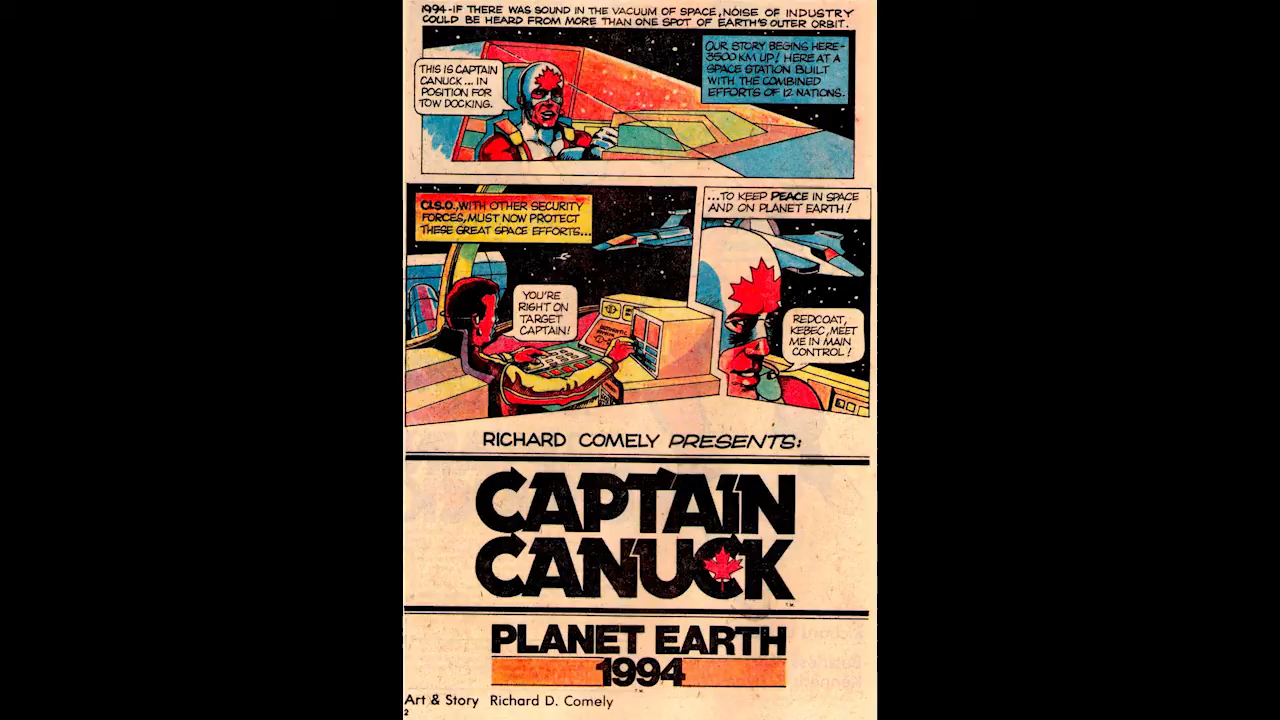 1994-IF THERE WAS SOUND IN THE VACUUM OF SPACE, NOISE OF INDUSTRY
COULD BE HEARD FROM MORE THAN ONE SPOT OF EARTH'S OUTER ORBIT.
THIS IS CAPTAIN
CANUCK... IN
POSITION FOR
TOW DOCKING.
OUR STORY BEGINS HERE-
3500 KM UP! HERE AT A
SPACE STATION BUILT
WITH THE COMBINED
EFFORTS OF 12 NATIONS.
C.I.S.O., WITH OTHER SECURITY
FORCES, MUST NOW PROTECT
THESE GREAT SPACE EFFORTS...
YOU'RE
RIGHT ON
TARGET
CAPTAIN!
...TO KEEP PEACE IN SPACE
AND ON PLANET EARTH!
REDCOAT,
KEBEC, MEET
ME IN MAIN
CONTROL!
RICHARD COMELY PRESENTS:
CAPTAIN
CANUCK
TM
PLANET EARTH
1994
TM
Art & Story Richard D. Comely
2